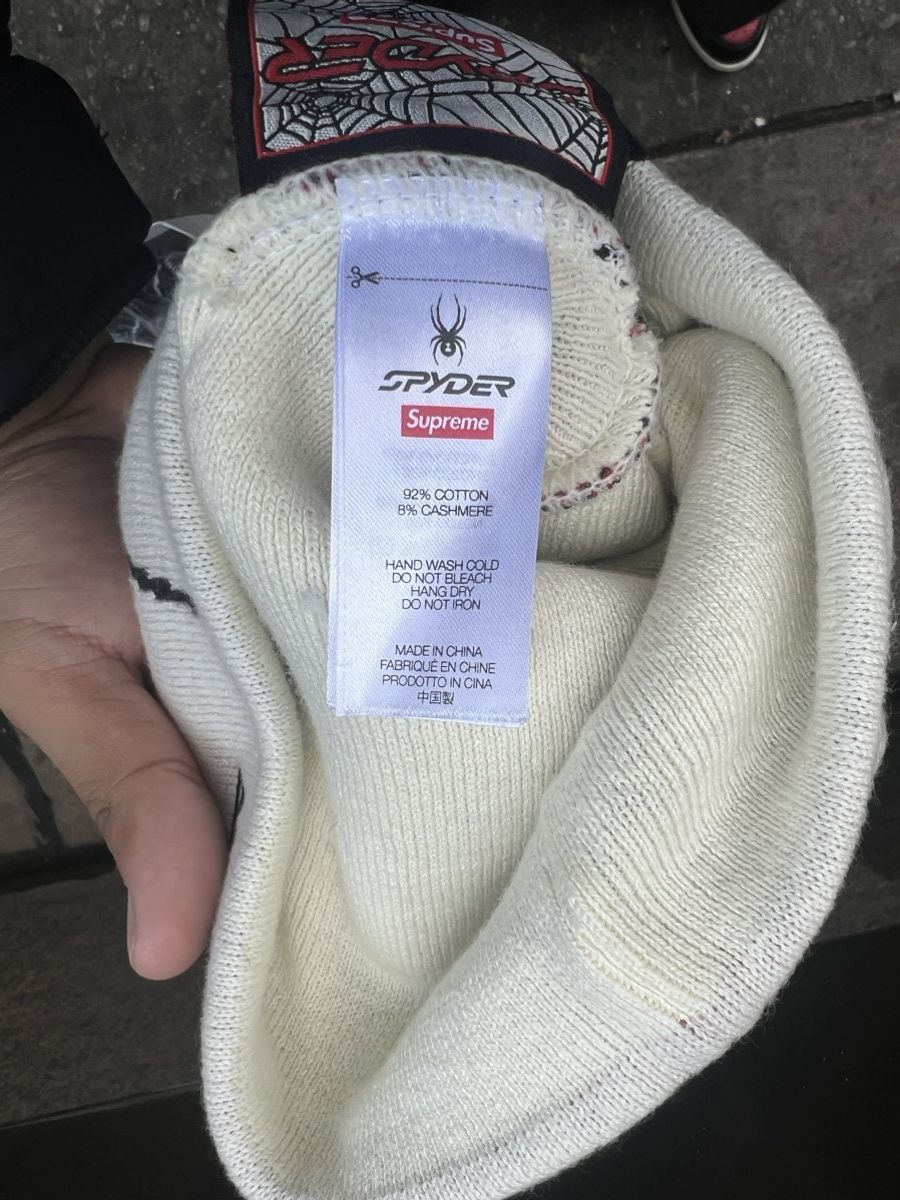 Supreme
SPYDER
Supreme
92% COTTON
8% CASHMERE
HAND WASH COLD
DO NOT BLEACH
HANG DRY
DO NOT IRON
MADE IN CHINA
FABRIQUÉ EN CHINE
PRODOTTO IN CINA
中国製